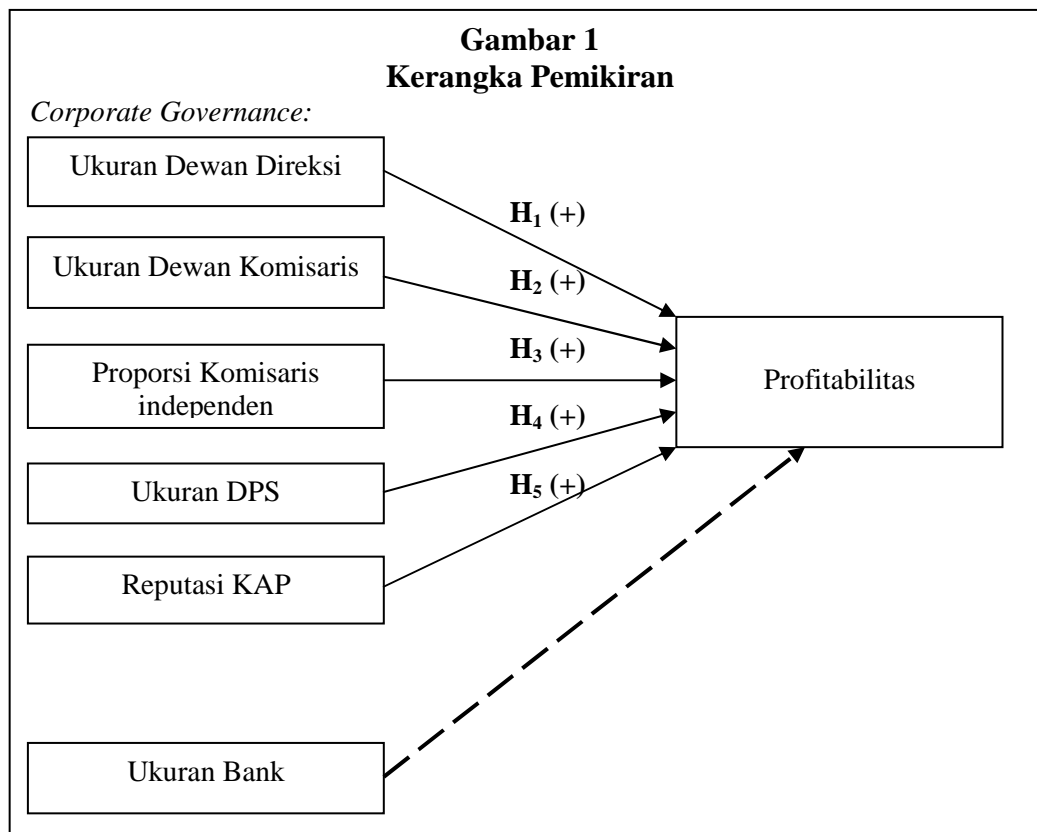 Gambar 1
Kerangka Pemikiran
Corporate Governance:
Ukuran Dewan Direksi
H₁ (+)
Ukuran Dewan Komisaris
H₂ (+)
H₃ (+)
Proporsi Komisaris
independen
Profitabilitas
H₄ (+)
Ukuran DPS
H₅ (+)
Reputasi KAP
Ukuran Bank